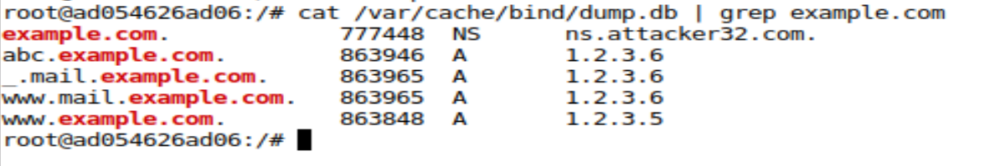 root@ad054626ad06:/# cat /var/cache/bind/dump.db | grep example.com
example.com. 777448 NS ns.attacker32.com.
abc.example.com. 863946 A 1.2.3.6
_.mail.example.com. 863965 A 1.2.3.6
www.mail.example.com. 863965 A 1.2.3.6
www.example.com. 863848 A 1.2.3.5
root@ad054626ad06:/#